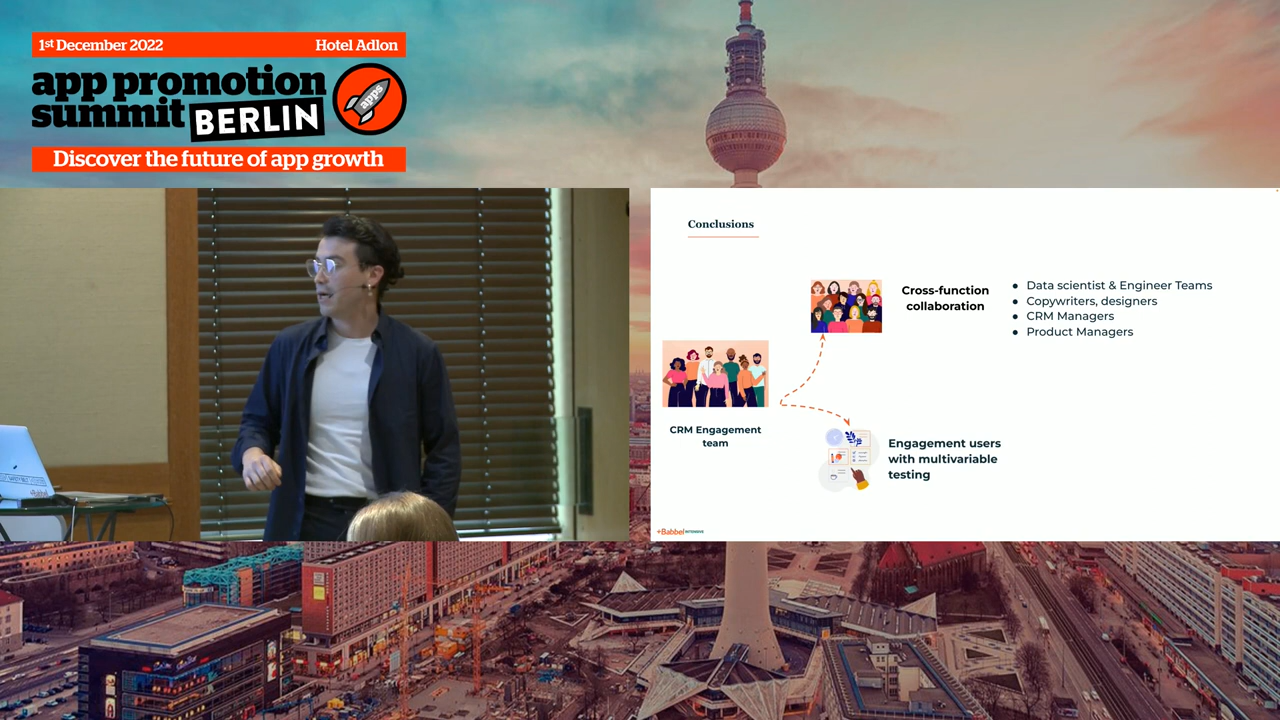 1st December 2022 Hotel Adlon
app promotion
summit BERLIN
apps
Discover the future of app growth
Conclusions
Cross-function
collaboration
● Data scientist & Engineer Teams
● Copywriters, designers
● CRM Managers
● Product Managers
CRM Engagement
team
Engagement users
with multivariable
testing
+Babbel